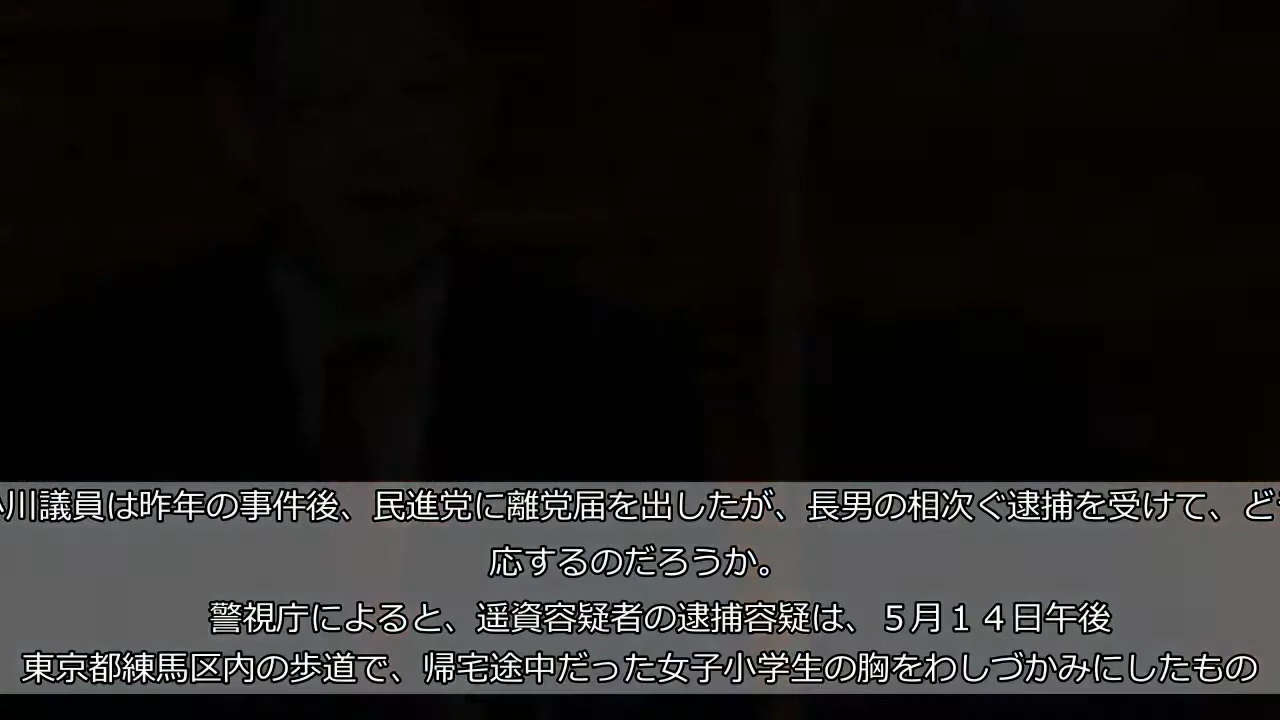 川議員は昨年の事件後、民進党に離党届を出したが、長男の相次ぐ逮捕を受けて、ど
応するのだろうか。
警視庁によると、遥資容疑者の逮捕容疑は、５月１４日午後
東京都練馬区内の歩道で、帰宅途中だった女子小学生の胸をわしづかみにしたもの